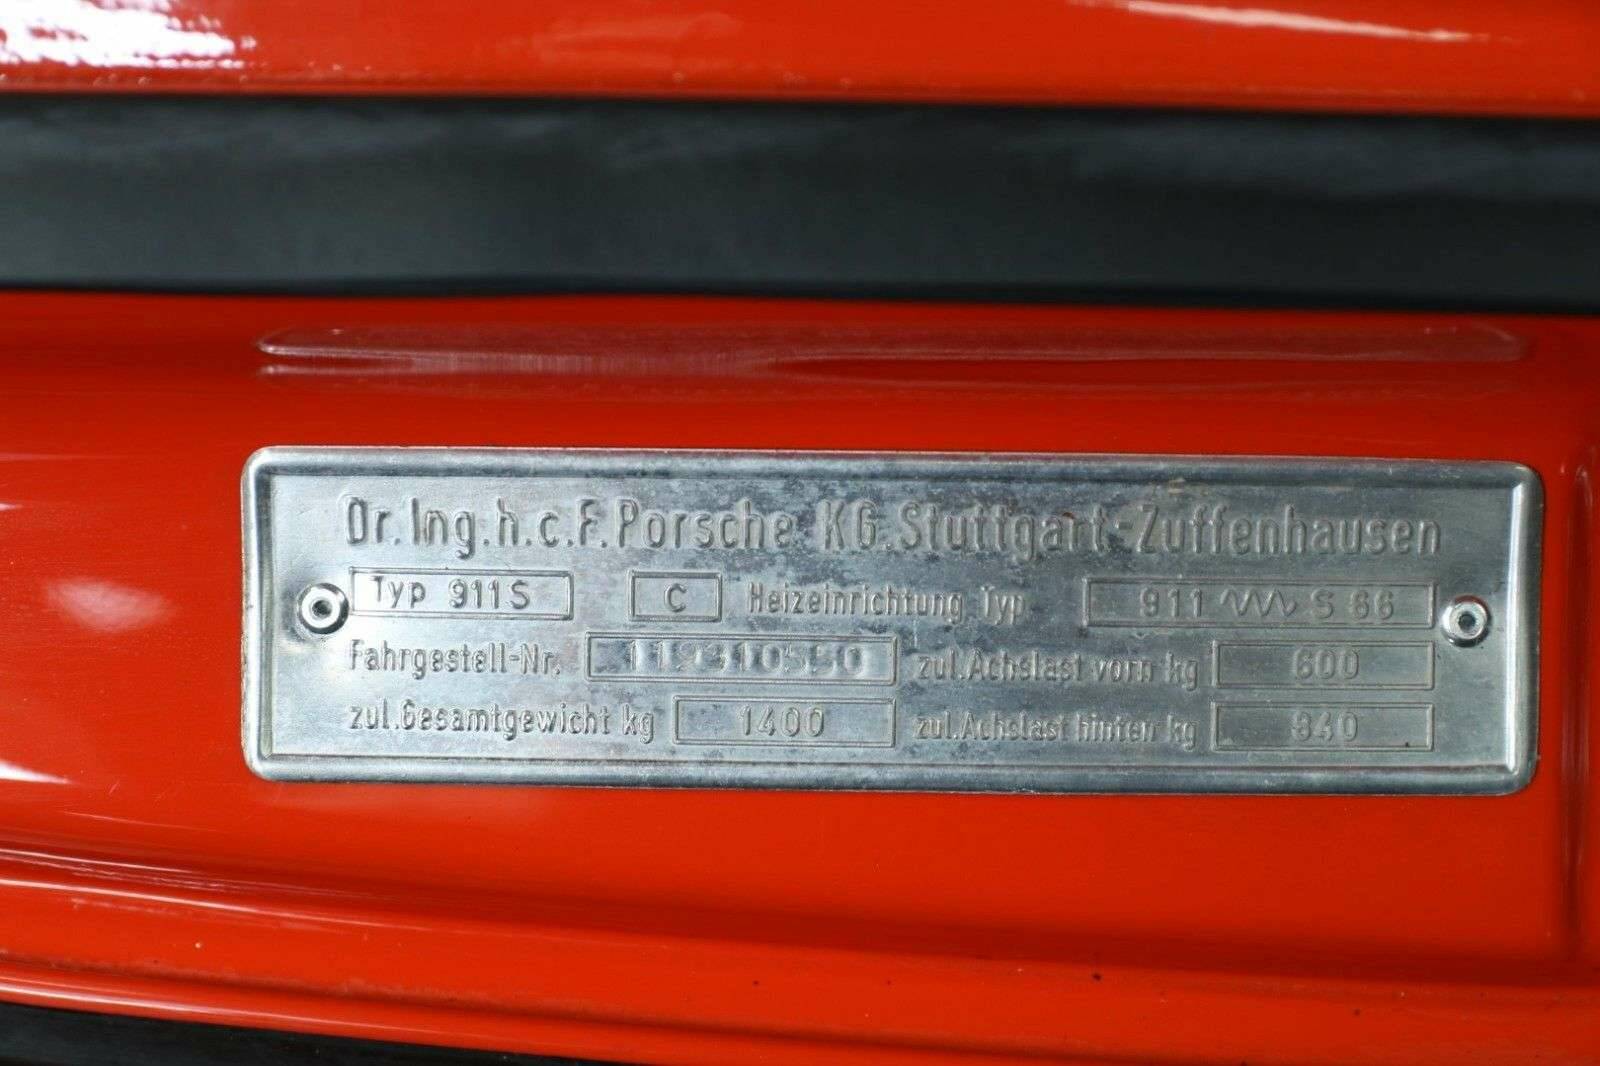 Dr.Ing.h.c.F.Porsche KG.Stuttgart-Zuffenhausen
Typ 911S C Heizeinrichtung Typ 911 S 66
Fahrgestell-Nr. 119310550 zul.Achslast vorn kg 600
zul.Gesamtgewicht kg 1400 zul.Achslast hinten kg 840